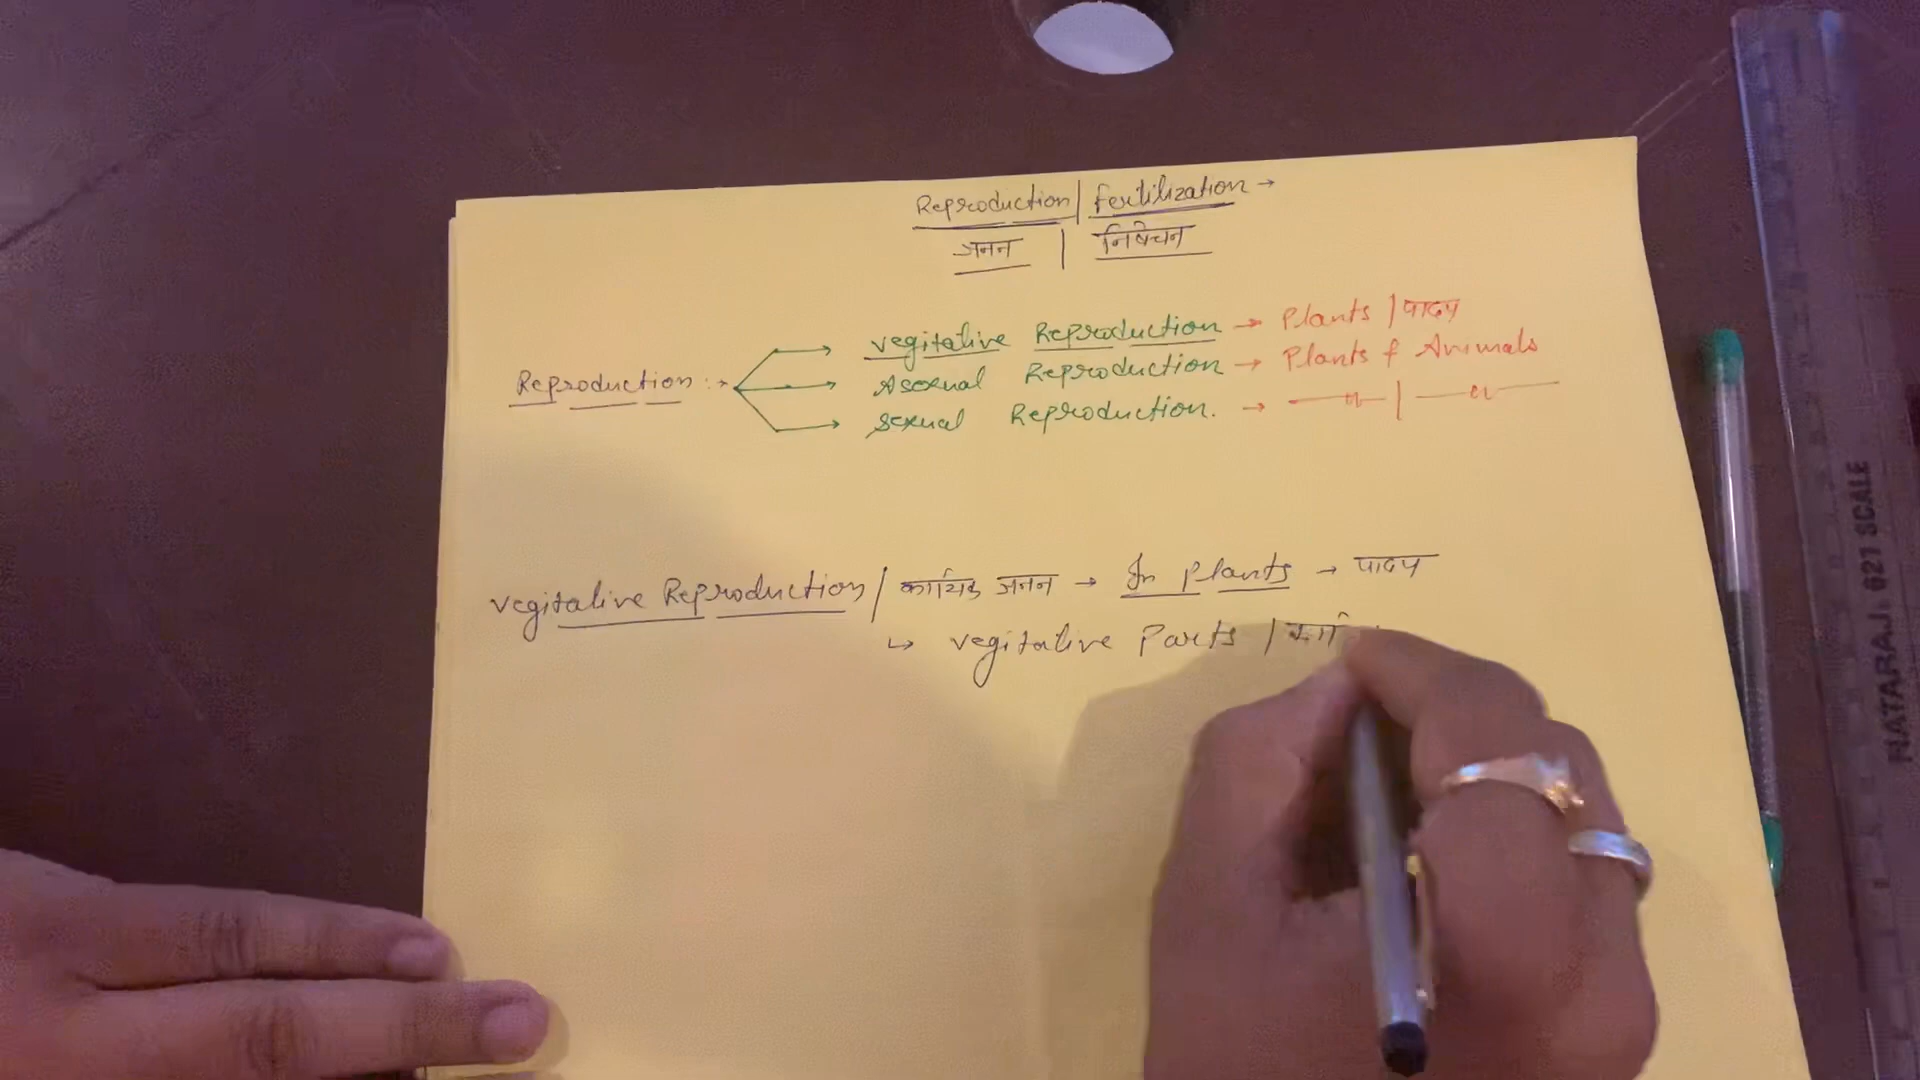 Reproduction | Fertilization →
जनन | निषेचन
Reproduction :→
vegitative Reproduction → Plants | पादप
Asexual Reproduction → Plants & Animals
Sexual Reproduction. → —〃— | —〃—
vegitative Reproduction / कायिक जनन → In plants → पादप
↳ vegitative Parts /
NATARAJ. 621 SCALE